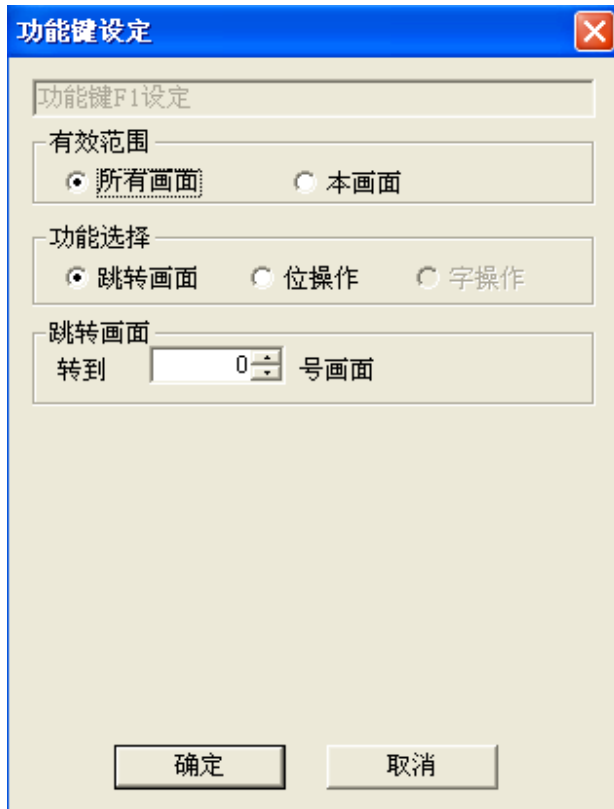 功能键设定
功能键F1设定
有效范围
所有画面 本画面
功能选择
跳转画面 位操作 字操作
跳转画面
转到 0 号画面
确定 取消